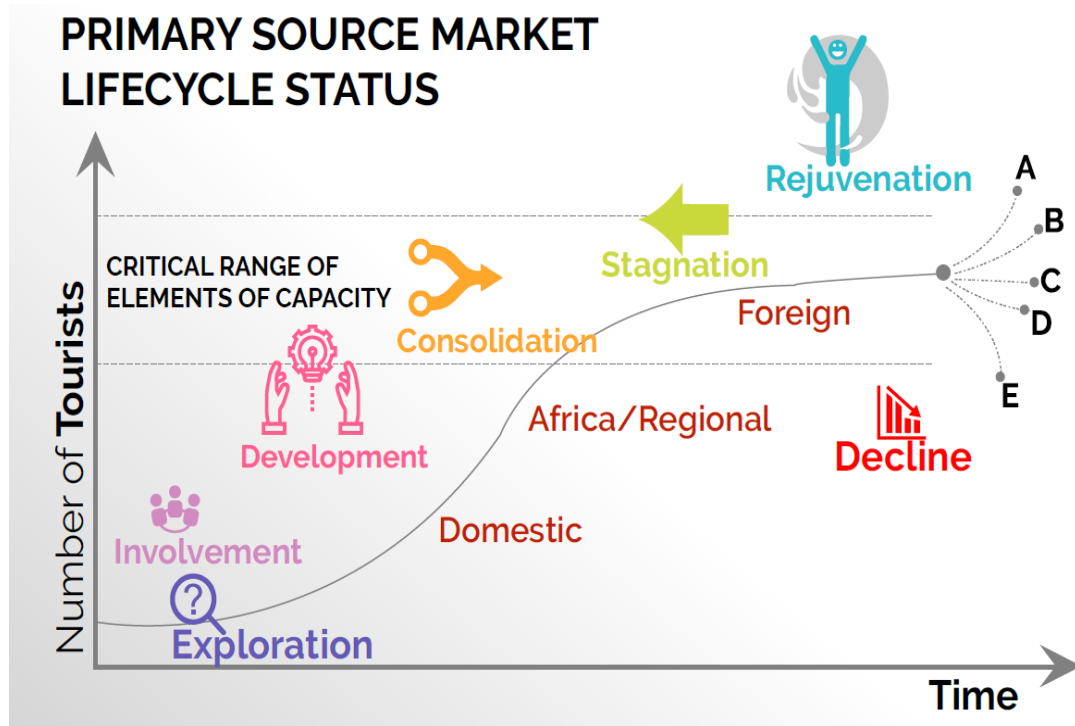 PRIMARY SOURCE MARKET
LIFECYCLE STATUS
Rejuvenation
A
B
C
D
E
Stagnation
CRITICAL RANGE OF
ELEMENTS OF CAPACITY
Consolidation
Foreign
Development
Africa/Regional
Decline
Domestic
Involvement
?
Exploration
Number of Tourists
Time